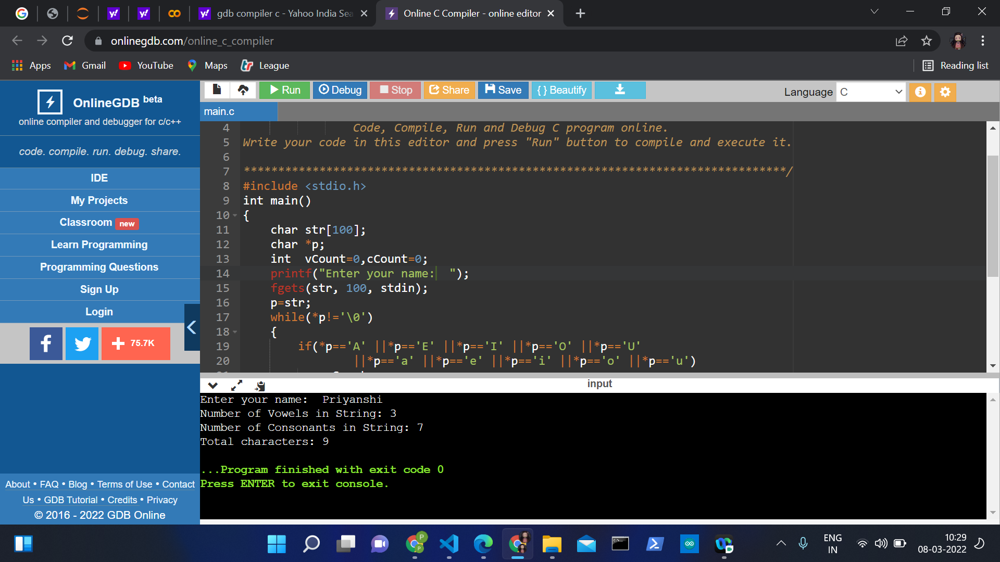 gdb compiler c - Yahoo India Sea
Online C Compiler - online editor
onlinegdb.com/online_c_compiler
Apps Gmail YouTube Maps League Reading list
OnlineGDB beta
online compiler and debugger for c/c++
code. compile. run. debug. share.
IDE
My Projects
Classroom new
Learn Programming
Programming Questions
Sign Up
Login
75.7K
About • FAQ • Blog • Terms of Use • Contact
Us • GDB Tutorial • Credits • Privacy
© 2016 - 2022 GDB Online
Run Debug Stop Share Save { } Beautify Language C
main.c
4 Code, Compile, Run and Debug C program online.
5 Write your code in this editor and press "Run" button to compile and execute it.
6
7 *******************************************************************************/
8 #include <stdio.h>
9 int main()
10 {
11 char str[100];
12 char *p;
13 int  vCount=0,cCount=0;
14 printf("Enter your name:  ");
15 fgets(str, 100, stdin);
16 p=str;
17 while(*p!='\0')
18 {
19 if(*p=='A' ||*p=='E' ||*p=='I' ||*p=='O' ||*p=='U'
20 ||*p=='a' ||*p=='e' ||*p=='i' ||*p=='o' ||*p=='u')
input
Enter your name:  Priyanshi
Number of Vowels in String: 3
Number of Consonants in String: 7
Total characters: 9
...Program finished with exit code 0
Press ENTER to exit console.
ENG
IN
10:29
08-03-2022